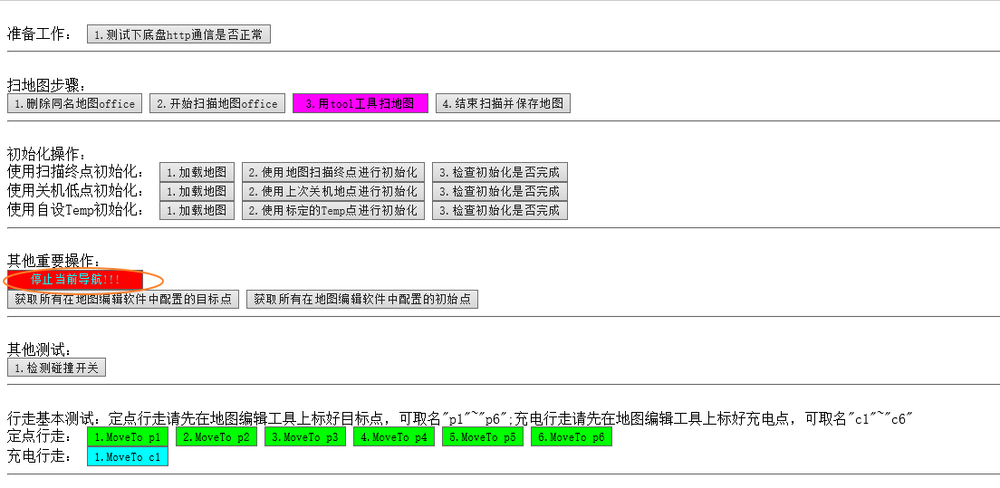 准备工作： 1.测试下底盘http通信是否正常
扫地图步骤：
1.删除同名地图office 2.开始扫描地图office 3.用tool工具扫地图 4.结束扫描并保存地图
初始化操作：
使用扫描终点初始化： 1.加载地图 2.使用地图扫描终点进行初始化 3.检查初始化是否完成
使用关机低点初始化： 1.加载地图 2.使用上次关机地点进行初始化 3.检查初始化是否完成
使用自设Temp初始化： 1.加载地图 2.使用标定的Temp点进行初始化 3.检查初始化是否完成
其他重要操作：
停止当前导航!!!
获取所有在地图编辑软件中配置的目标点 获取所有在地图编辑软件中配置的初始点
其他测试：
1.检测碰撞开关
行走基本测试：定点行走请先在地图编辑工具上标好目标点，可取名"p1"~"p6";充电行走请先在地图编辑工具上标好充电点，可取名"c1"~"c6"
定点行走： 1.MoveTo p1 2.MoveTo p2 3.MoveTo p3 4.MoveTo p4 5.MoveTo p5 6.MoveTo p6
充电行走： 1.MoveTo c1